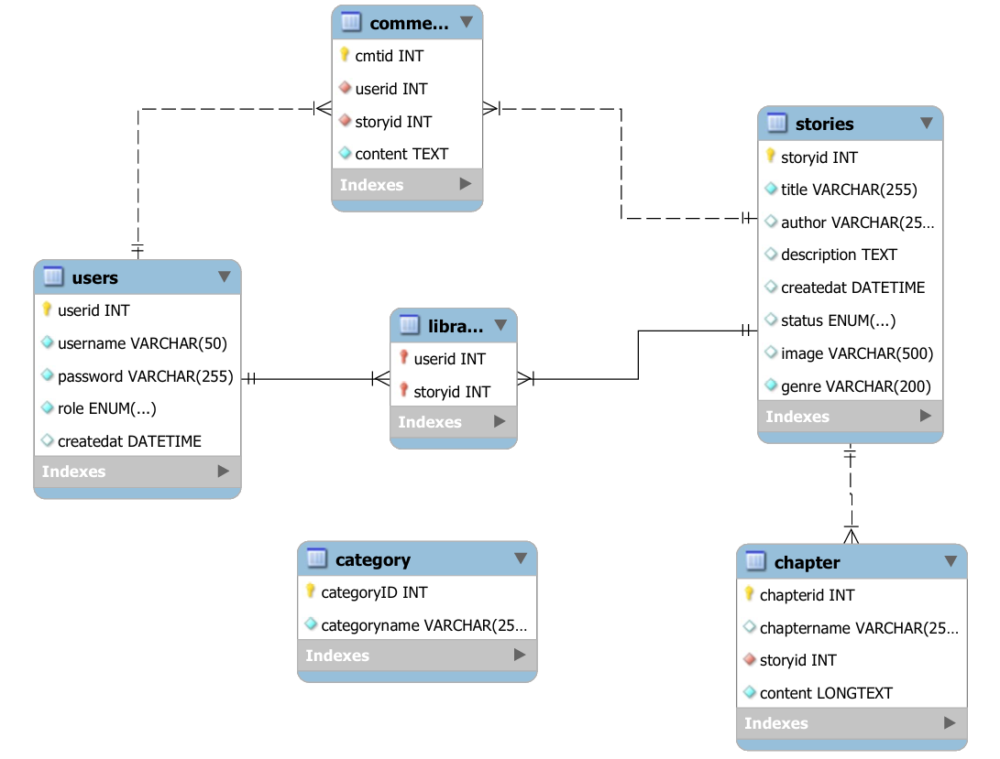 comme...
cmtid INT
userid INT
storyid INT
content TEXT
Indexes
stories
storyid INT
title VARCHAR(255)
author VARCHAR(25...
description TEXT
createdat DATETIME
status ENUM(...)
image VARCHAR(500)
genre VARCHAR(200)
Indexes
users
userid INT
username VARCHAR(50)
password VARCHAR(255)
role ENUM(...)
createdat DATETIME
Indexes
libra...
userid INT
storyid INT
Indexes
category
categoryID INT
categoryname VARCHAR(25...
Indexes
chapter
chapterid INT
chaptername VARCHAR(25...
storyid INT
content LONGTEXT
Indexes